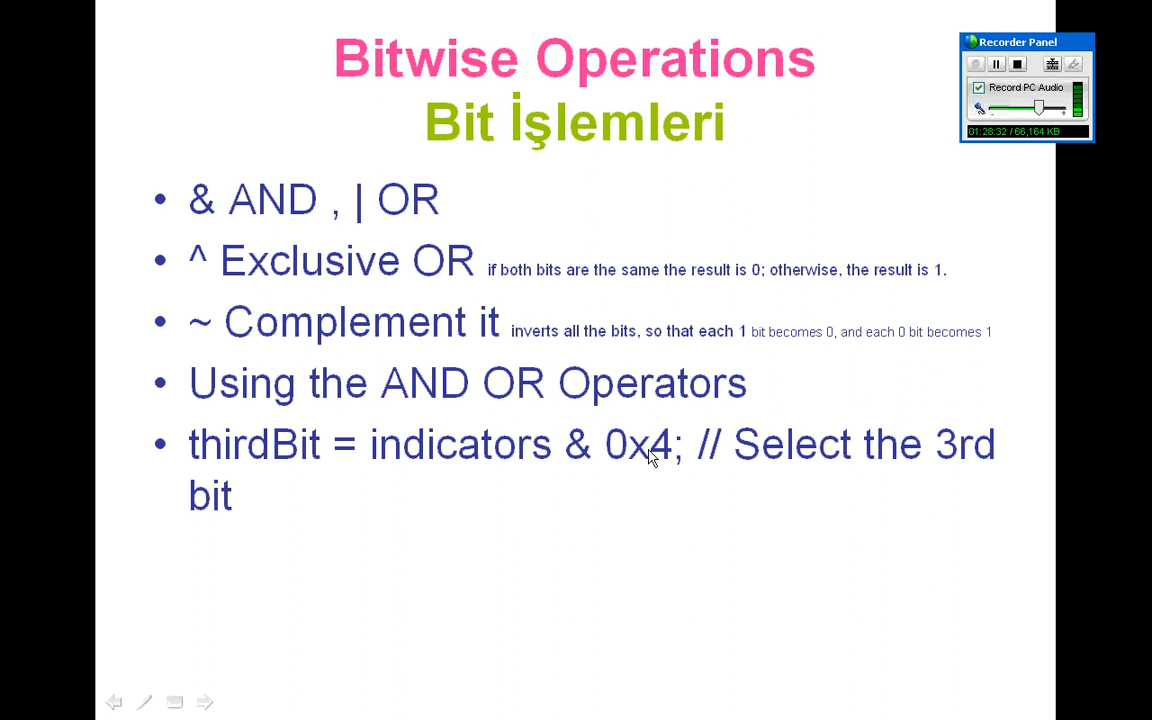 Bitwise Operations
Bit İşlemleri
Recorder Panel
Record PC Audio
01:28:32 / 66,164 KB
• & AND , | OR
• ^ Exclusive OR if both bits are the same the result is 0; otherwise, the result is 1.
• ~ Complement it inverts all the bits, so that each 1 bit becomes 0, and each 0 bit becomes 1
• Using the AND OR Operators
• thirdBit = indicators & 0x4; // Select the 3rd
bit